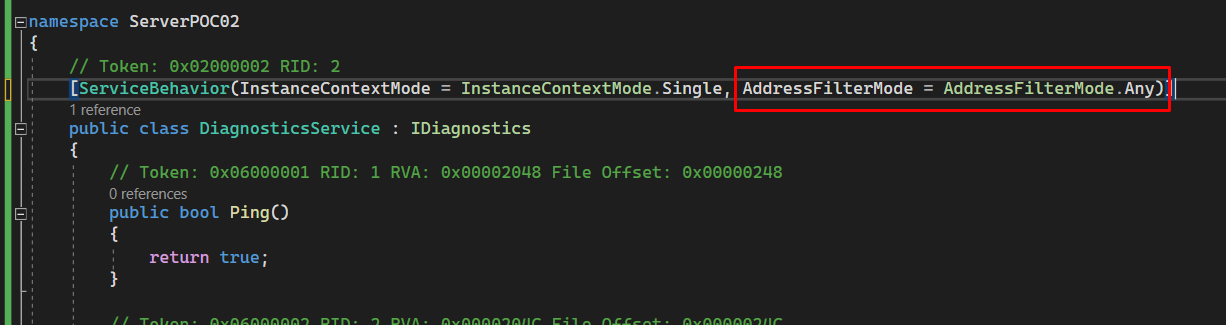 namespace ServerPOC02
{
// Token: 0x02000002 RID: 2
[ServiceBehavior(InstanceContextMode = InstanceContextMode.Single, AddressFilterMode = AddressFilterMode.Any)]
1 reference
public class DiagnosticsService : IDiagnostics
{
// Token: 0x06000001 RID: 1 RVA: 0x00002048 File Offset: 0x00000248
0 references
public bool Ping()
{
return true;
}
// Token: 0x06000002 RID: 2 RVA: 0x0000204C File Offset: 0x0000024C